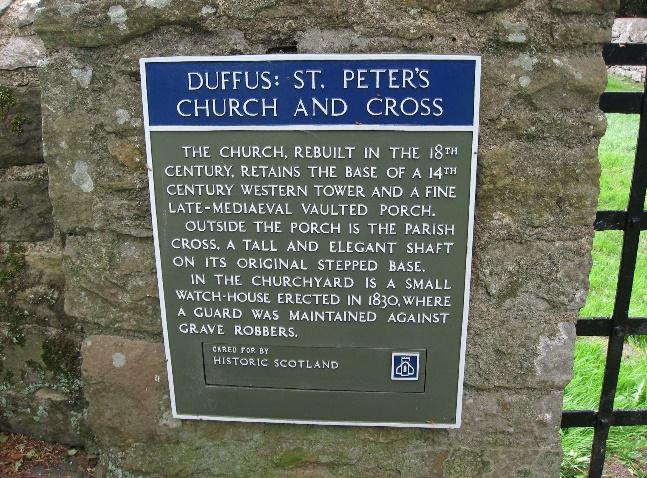 DUFFUS: ST. PETER'S
CHURCH AND CROSS
THE CHURCH, REBUILT IN THE 18TH
CENTURY, RETAINS THE BASE OF A 14TH
CENTURY WESTERN TOWER AND A FINE
LATE-MEDIAEVAL VAULTED PORCH.
OUTSIDE THE PORCH IS THE PARISH
CROSS, A TALL AND ELEGANT SHAFT
ON ITS ORIGINAL STEPPED BASE.
IN THE CHURCHYARD IS A SMALL
WATCH-HOUSE ERECTED IN 1830, WHERE
A GUARD WAS MAINTAINED AGAINST
GRAVE ROBBERS.
CARED FOR BY
HISTORIC SCOTLAND